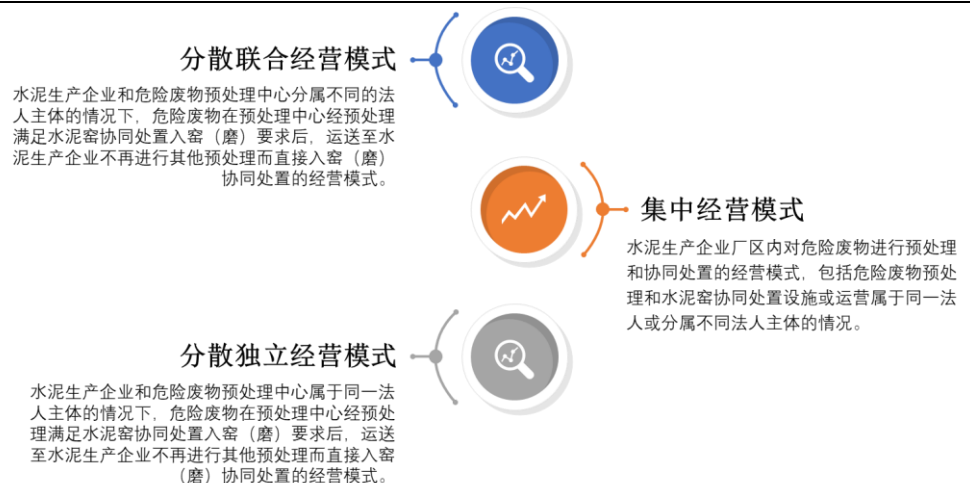 分散联合经营模式
水泥生产企业和危险废物预处理中心分属不同的法
人主体的情况下，危险废物在预处理中心经预处理
满足水泥窑协同处置入窑（磨）要求后，运送至水
泥生产企业不再进行其他预处理而直接入窑（磨）
协同处置的经营模式。
集中经营模式
水泥生产企业厂区内对危险废物进行预处理
和协同处置的经营模式，包括危险废物预处
理和水泥窑协同处置设施或运营属于同一法
人或分属不同法人主体的情况。
分散独立经营模式
水泥生产企业和危险废物预处理中心属于同一法
人主体的情况下，危险废物在预处理中心经预处
理满足水泥窑协同处置入窑（磨）要求后，运送
至水泥生产企业不再进行其他预处理而直接入窑
（磨）协同处置的经营模式。